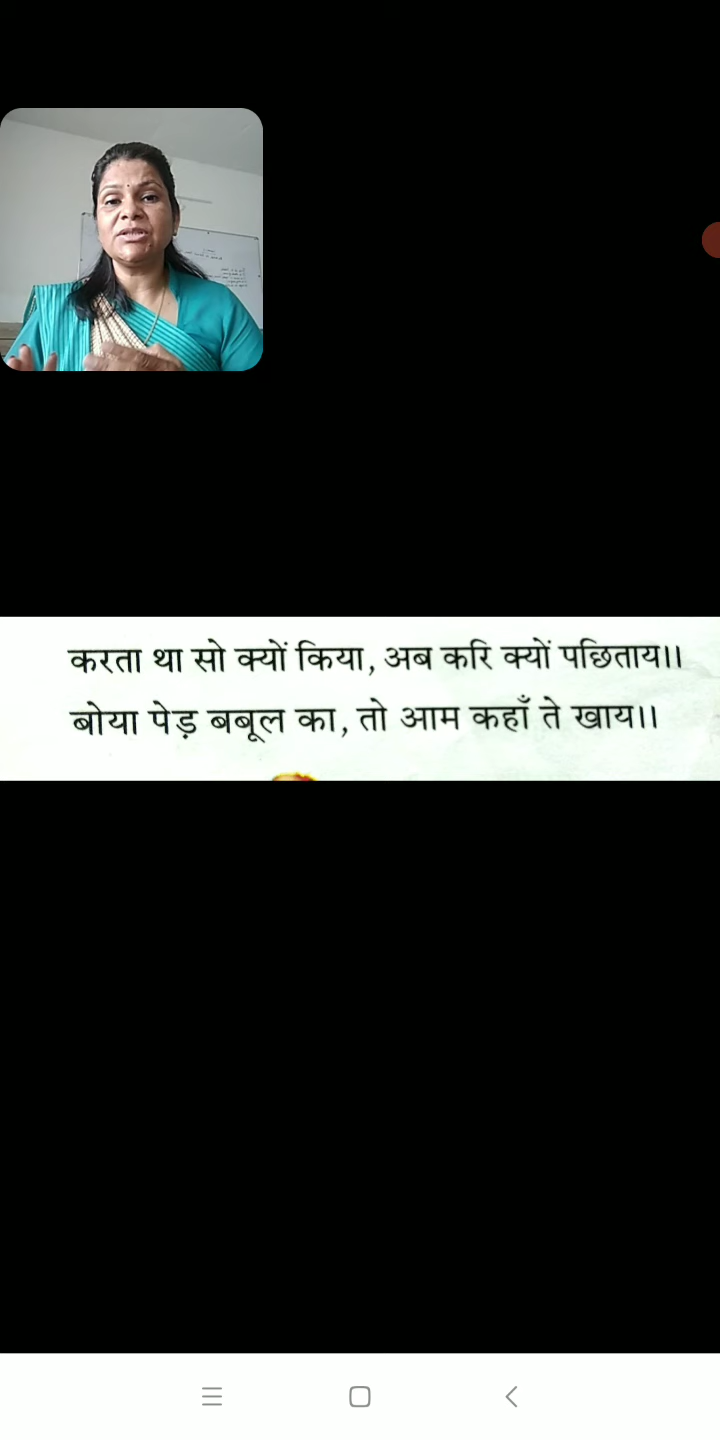 करता था सो क्यों किया, अब करि क्यों पछिताय।।
बोया पेड़ बबूल का, तो आम कहाँ ते खाय।।